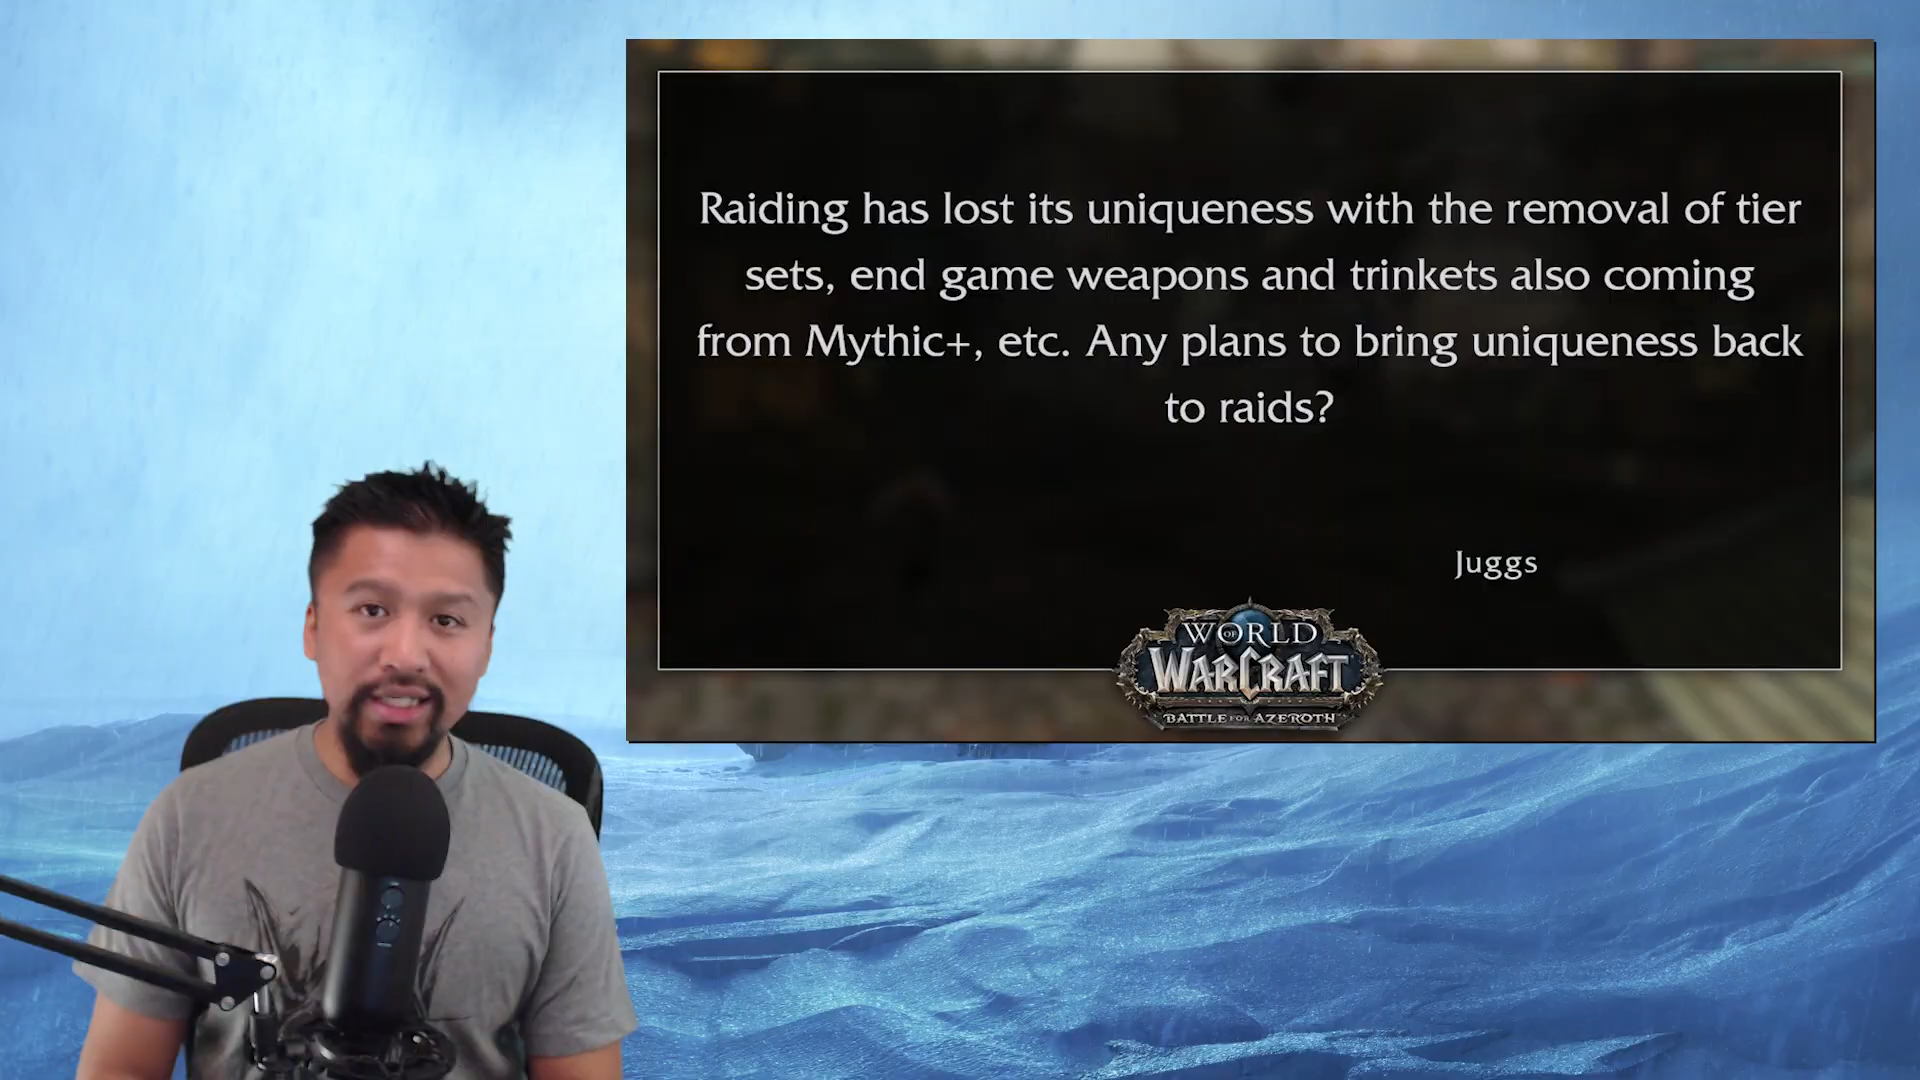 Raiding has lost its uniqueness with the removal of tier
sets, end game weapons and trinkets also coming
from Mythic+, etc. Any plans to bring uniqueness back
to raids?
Juggs
WORLD
OF
WARCRAFT
BATTLE FOR AZEROTH